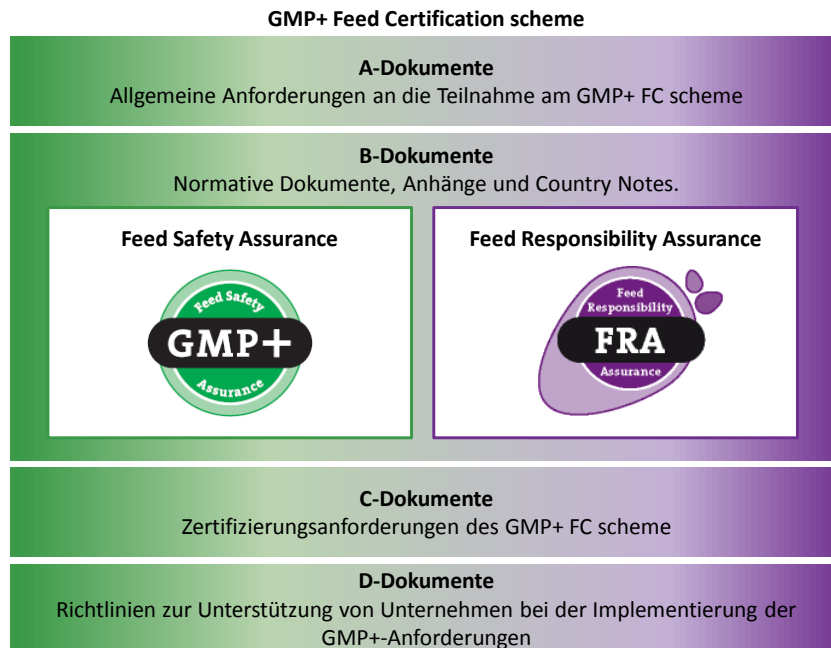 GMP+ Feed Certification scheme
A-Dokumente
Allgemeine Anforderungen an die Teilnahme am GMP+ FC scheme
B-Dokumente
Normative Dokumente, Anhänge und Country Notes.
Feed Safety Assurance
Feed Safety
GMP+
Assurance
Feed Responsibility Assurance
Feed
Responsibility
FRA
Assurance
C-Dokumente
Zertifizierungsanforderungen des GMP+ FC scheme
D-Dokumente
Richtlinien zur Unterstützung von Unternehmen bei der Implementierung der
GMP+-Anforderungen